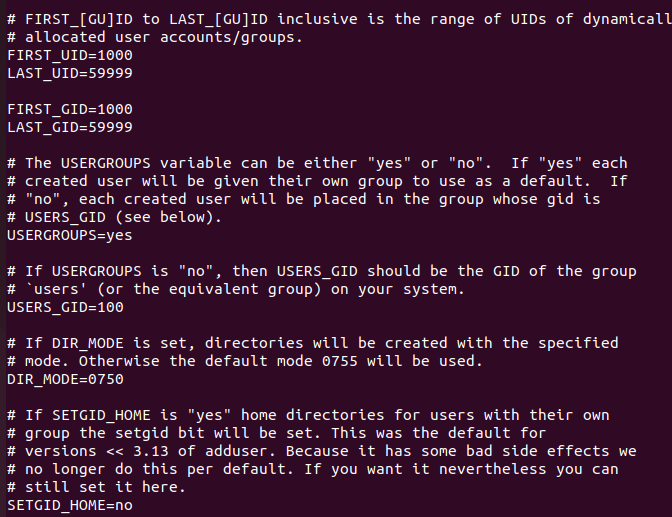 # FIRST_[GU]ID to LAST_[GU]ID inclusive is the range of UIDs of dynamicall
# allocated user accounts/groups.
FIRST_UID=1000
LAST_UID=59999
FIRST_GID=1000
LAST_GID=59999
# The USERGROUPS variable can be either "yes" or "no".  If "yes" each
# created user will be given their own group to use as a default.  If
# "no", each created user will be placed in the group whose gid is
# USERS_GID (see below).
USERGROUPS=yes
# If USERGROUPS is "no", then USERS_GID should be the GID of the group
# `users' (or the equivalent group) on your system.
USERS_GID=100
# If DIR_MODE is set, directories will be created with the specified
# mode. Otherwise the default mode 0755 will be used.
DIR_MODE=0750
# If SETGID_HOME is "yes" home directories for users with their own
# group the setgid bit will be set. This was the default for
# versions << 3.13 of adduser. Because it has some bad side effects we
# no longer do this per default. If you want it nevertheless you can
# still set it here.
SETGID_HOME=no